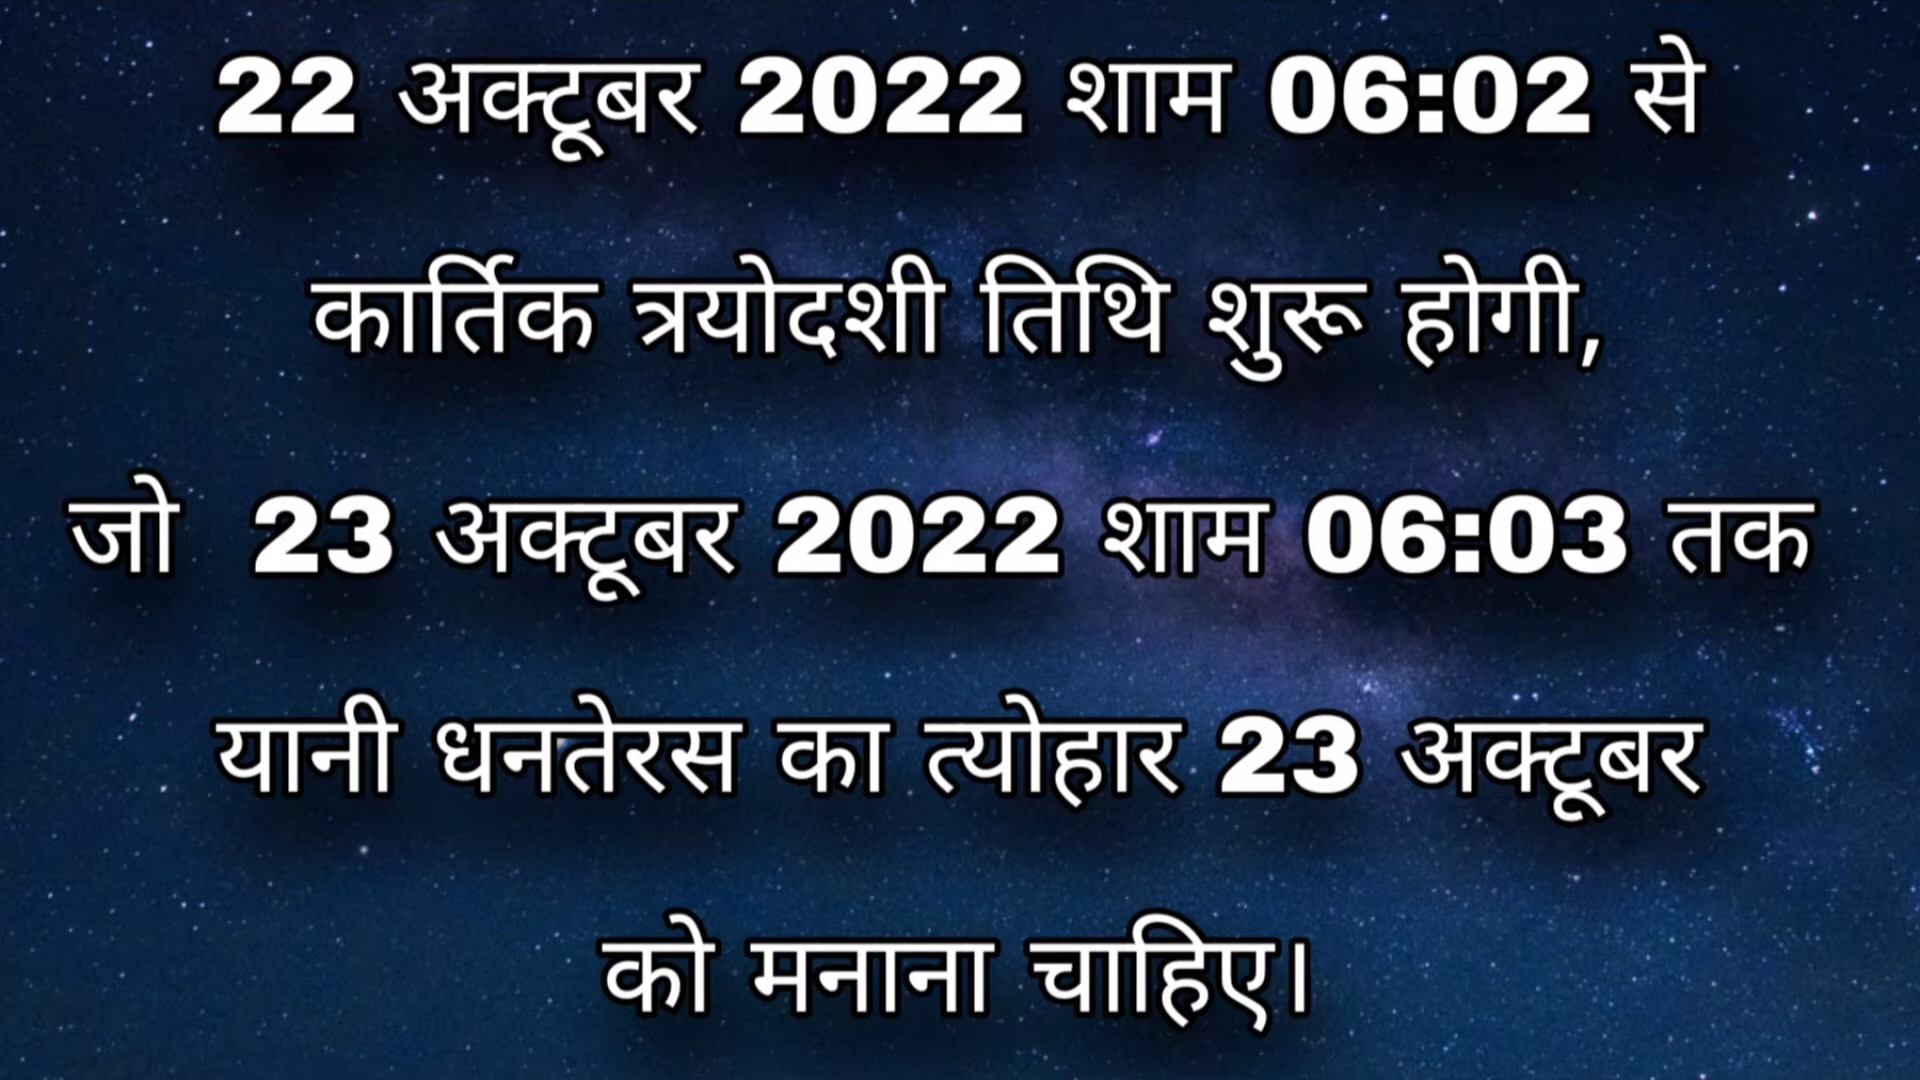 22 अक्टूबर 2022 शाम 06:02 से
कार्तिक त्रयोदशी तिथि शुरू होगी,
जो 23 अक्टूबर 2022 शाम 06:03 तक
यानी धनतेरस का त्योहार 23 अक्टूबर
को मनाना चाहिए।